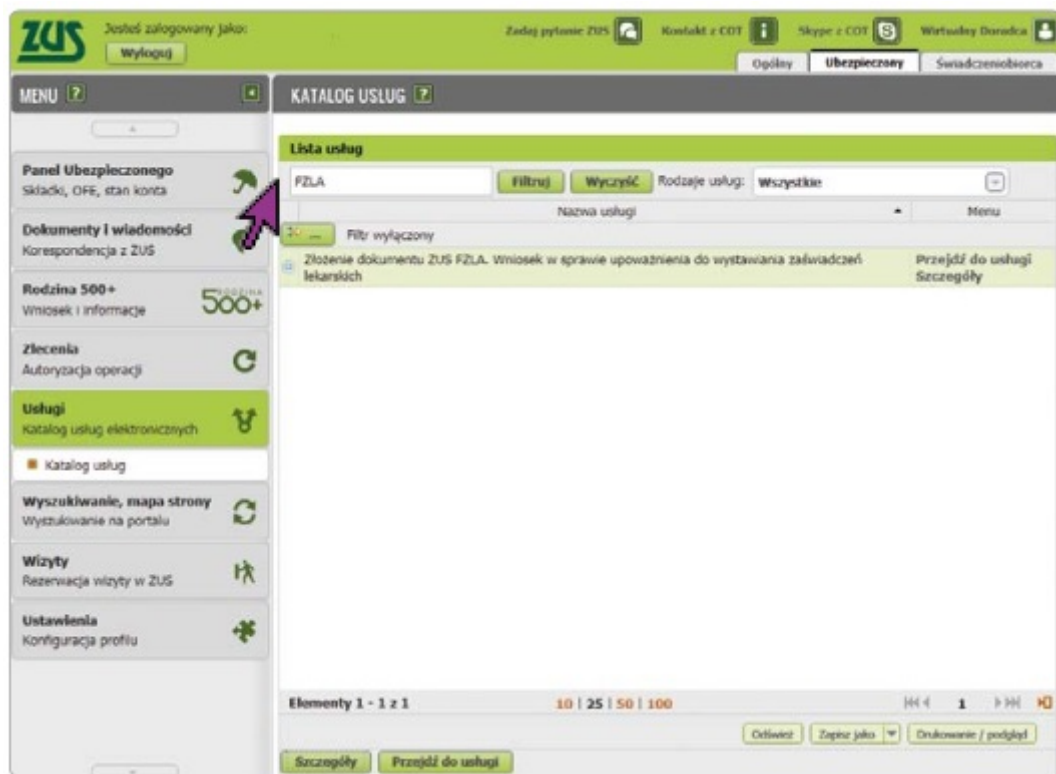 ZUS
Jesteś zalogowany jako:
Wyloguj
Zadaj pytanie ZUS
Kontakt z COT
Skype z COT
Wirtualny Doradca
Ogólny
Ubezpieczony
Świadczeniobiorca
MENU ?
KATALOG USŁUG ?
Panel Ubezpieczonego
Składki, OFE, stan konta
Dokumenty i wiadomości
Korespondencja z ZUS
Rodzina 500+
Wnioski i informacje
RODZINA
500+
Zlecenia
Autoryzacja operacji
Usługi
Katalog usług elektronicznych
Katalog usług
Wyszukiwanie, mapa strony
Wyszukiwanie na portalu
Wizyty
Rezerwacja wizyty w ZUS
Ustawienia
Konfiguracja profilu
Lista usług
FZLA
Filtruj
Wyczyść
Rodzaje usług:
Wszystkie
Nazwa usługi
Menu
...
Filtr wyłączony
Złożenie dokumentu ZUS FZLA. Wniosek w sprawie upoważnienia do wystawiania zaświadczeń
lekarskich
Przejdź do usługi
Szczegóły
Elementy 1 - 1 z 1
10 | 25 | 50 | 100
1
Odśwież
Zapisz jako
Drukowanie / podgląd
Szczegóły
Przejdź do usługi